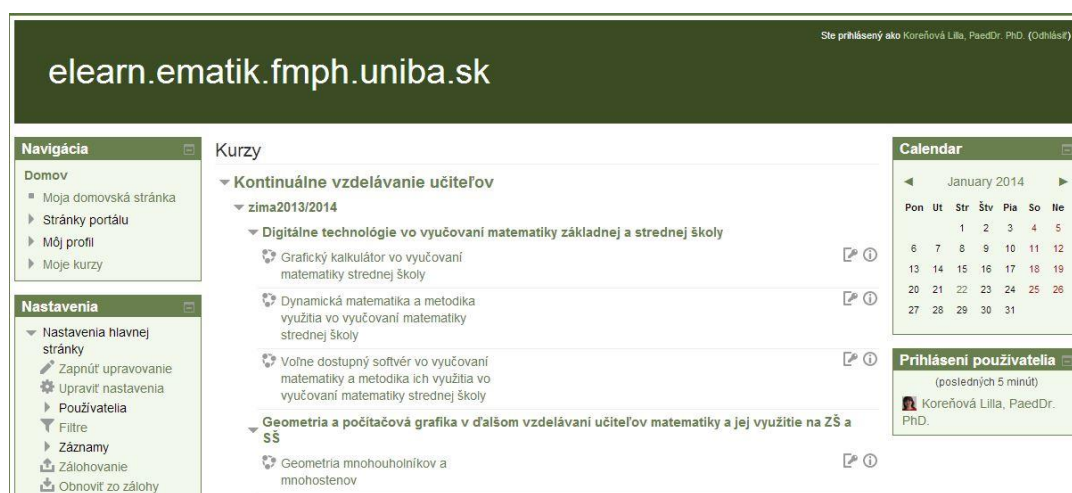 Ste prihlásený ako Koreňová Lilla, PaedDr. PhD. (Odhlásiť)
elearn.ematik.fmph.uniba.sk
Navigácia
Domov
Moja domovská stránka
Stránky portálu
Môj profil
Moje kurzy
Nastavenia
Nastavenia hlavnej
stránky
Zapnúť upravovanie
Upraviť nastavenia
Používatelia
Filtre
Záznamy
Zálohovanie
Obnoviť zo zálohy
Kurzy
Kontinuálne vzdelávanie učiteľov
zima2013/2014
Digitálne technológie vo vyučovaní matematiky základnej a strednej školy
Grafický kalkulátor vo vyučovaní
matematiky strednej školy
Dynamická matematika a metodika
využitia vo vyučovaní matematiky
strednej školy
Voľne dostupný softvér vo vyučovaní
matematiky a metodika ich využitia vo
vyučovaní matematiky strednej školy
Geometria a počítačová grafika v ďalšom vzdelávaní učiteľov matematiky a jej využitie na ZŠ a
SŠ
Geometria mnohouholníkov a
mnohostenov
Calendar
January 2014
Pon Ut Str Štv Pia So Ne
1 2 3 4 5
6 7 8 9 10 11 12
13 14 15 16 17 18 19
20 21 22 23 24 25 26
27 28 29 30 31
Prihlásení používatelia
(posledných 5 minút)
Koreňová Lilla, PaedDr.
PhD.